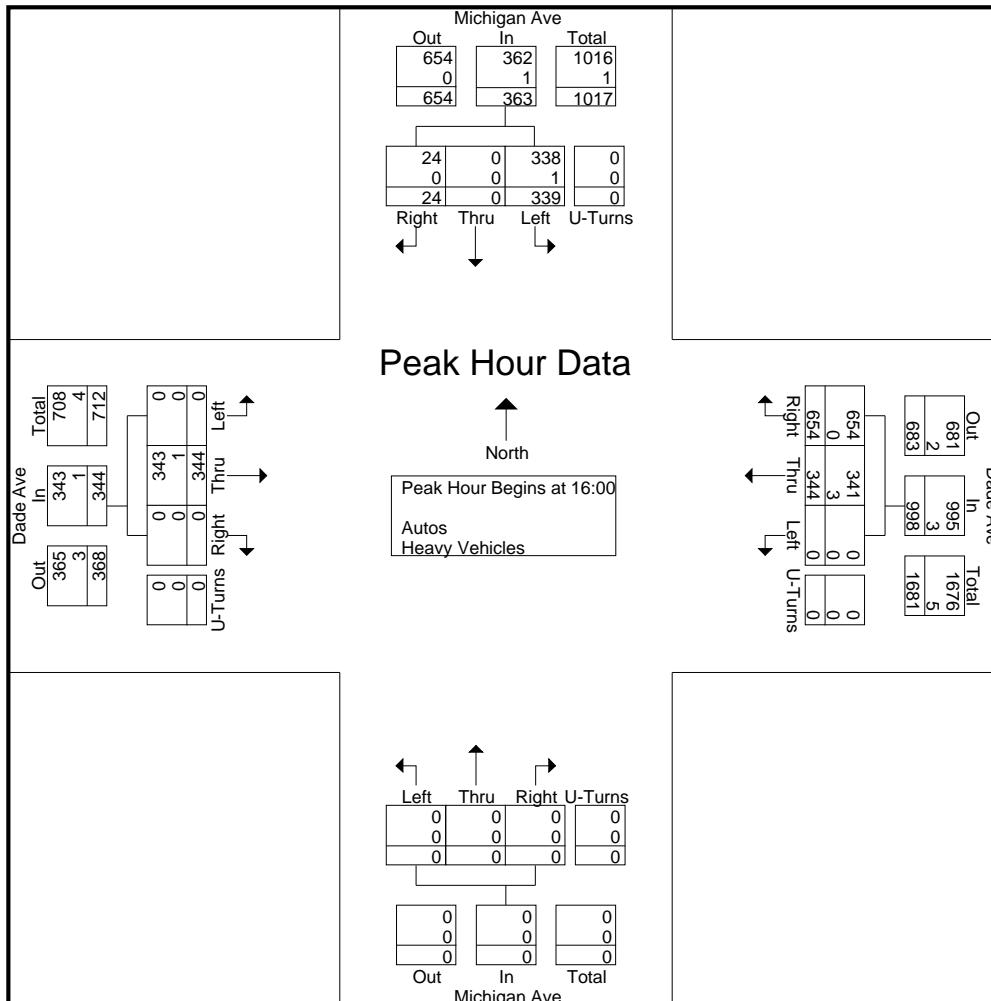 Michigan Ave
Out In Total
654 362 1016
0 1 1
654 363 1017
24 0 338 0
0 0 1 0
24 0 339 0
Right Thru Left U-Turns
Peak Hour Data
North
Peak Hour Begins at 16:00
Autos
Heavy Vehicles
Dade Ave
Total In Out
708 343 365
4 1 3
712 344 368
0 343 0 0
0 1 0 0
0 344 0 0
Left Thru Right U-Turns
Dade Ave
Out In Total
681 995 1676
2 3 5
683 998 1681
654 341 0 0
0 3 0 0
654 344 0 0
Right Thru Left U-Turns
Left Thru Right U-Turns
0 0 0 0
0 0 0 0
0 0 0 0
0 0 0
0 0 0
0 0 0
Out In Total
Michigan Ave